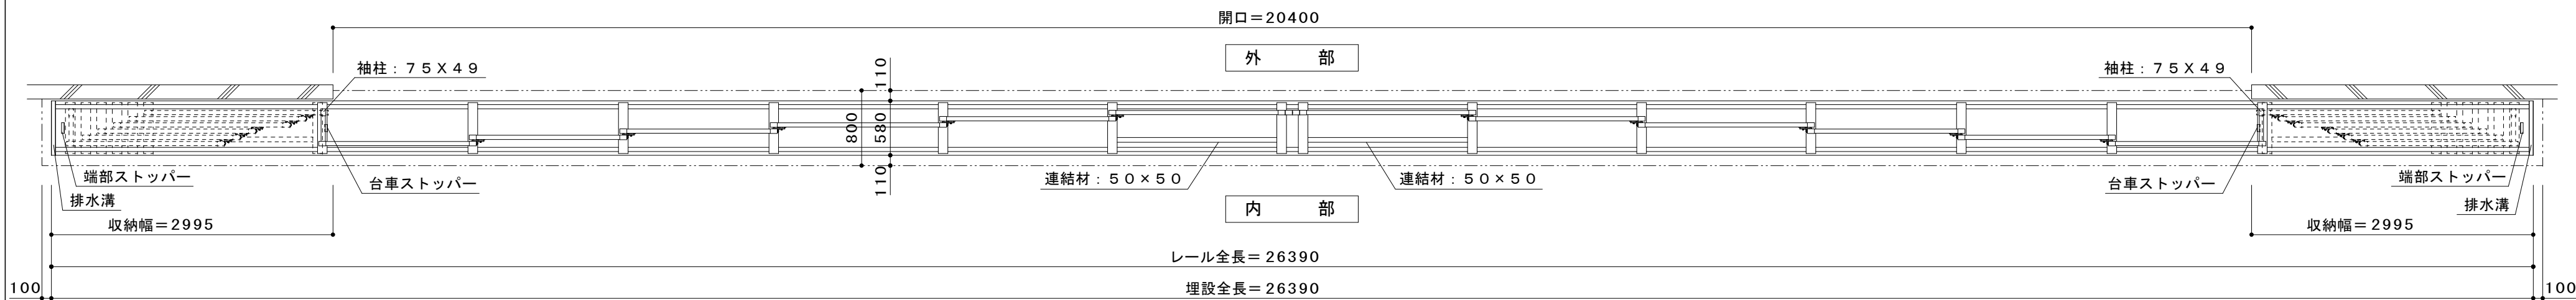 開口＝20400
外　部
袖柱：７５Ｘ４９
袖柱：７５Ｘ４９
110
800
580
110
端部ストッパー
台車ストッパー
連結材：５０×５０
連結材：５０×５０
台車ストッパー
端部ストッパー
排水溝
内　部
排水溝
収納幅＝2995
収納幅＝2995
レール全長＝26390
100
埋設全長＝26390
100